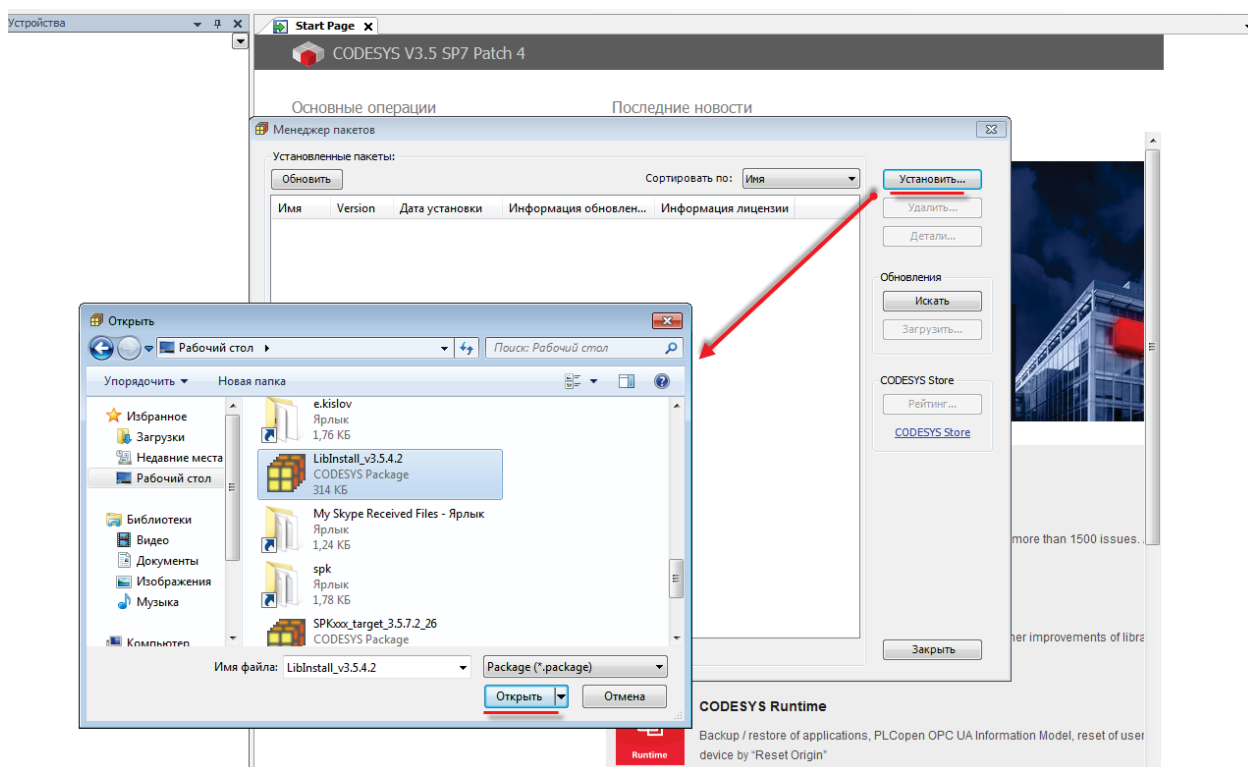 Устройства
Start Page
CODESYS V3.5 SP7 Patch 4
Основные операции
Последние новости
Менеджер пакетов
Установленные пакеты:
Обновить
Сортировать по: Имя
Имя Version Дата установки Информация обновлен... Информация лицензии
Установить...
Удалить...
Детали...
Обновления
Искать
Загрузить...
CODESYS Store
Рейтинг...
CODESYS Store
Закрыть
Открыть
Рабочий стол
Поиск: Рабочий стол
Упорядочить
Новая папка
Избранное
Загрузки
Недавние места
Рабочий стол
Библиотеки
Видео
Документы
Изображения
Музыка
Компьютер
e.kislov
Ярлык
1,76 КБ
LibInstall_v3.5.4.2
CODESYS Package
314 КБ
My Skype Received Files - Ярлык
Ярлык
1,24 КБ
spk
Ярлык
1,78 КБ
SPKxxx_target_3.5.7.2_26
CODESYS Package
Имя файла: LibInstall_v3.5.4.2
Package (*.package)
Открыть
Отмена
more than 1500 issues.
improvements of libra
CODESYS Runtime
Backup / restore of applications, PLCopen OPC UA Information Model, reset of user
device by "Reset Origin"
Runtime